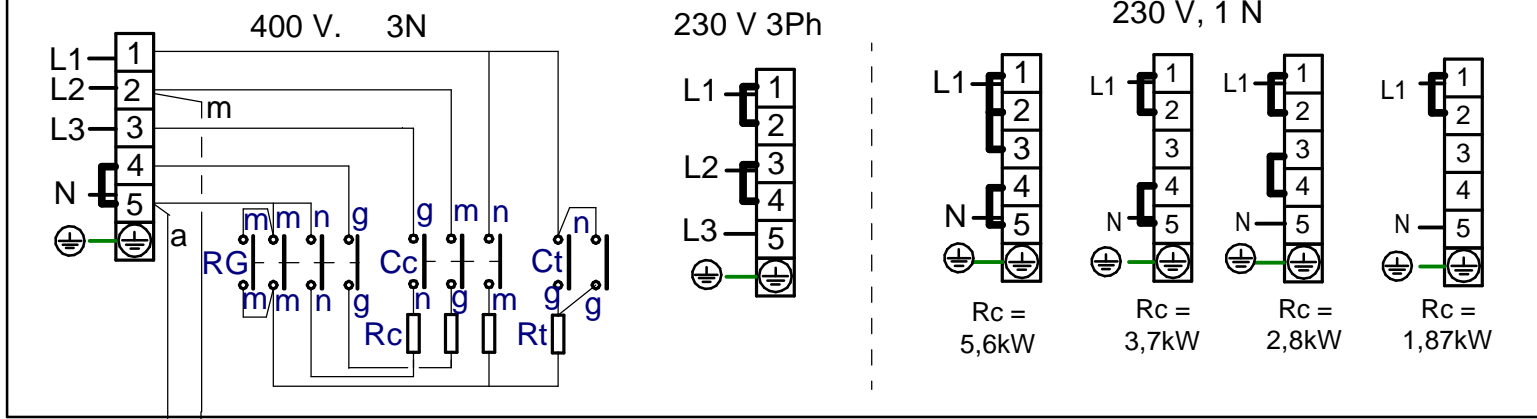 400 V. 3N
L1 1
L2 2
m
L3 3
4
N
5
a
m m n g g m n n
RG Cc Ct
m m n g n g m g g
Rc Rt
230 V 3Ph
L1 1
2
L2 3
4
L3 5
230 V, 1 N
L1 1
2
3
4
N 5
Rc =
5,6kW
L1 1
2
3
4
N 5
Rc =
3,7kW
L1 1
2
3
4
N 5
Rc =
2,8kW
L1 1
2
3
4
N 5
Rc =
1,87kW